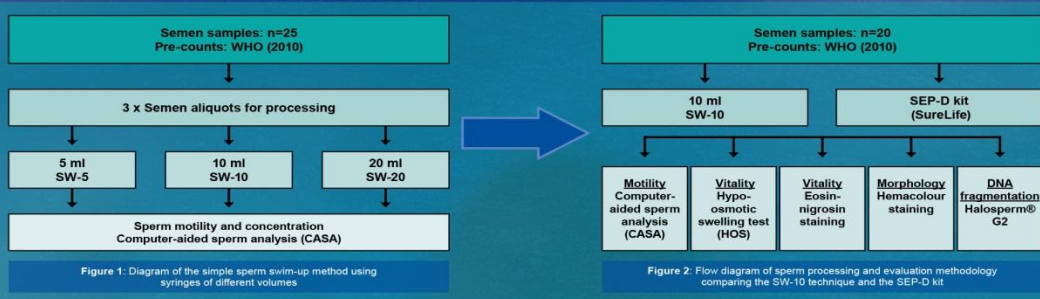 Semen samples: n=25
Pre-counts: WHO (2010)
3 x Semen aliquots for processing
5 ml
SW-5
10 ml
SW-10
20 ml
SW-20
Sperm motility and concentration
Computer-aided sperm analysis (CASA)
Figure 1: Diagram of the simple sperm swim-up method using
syringes of different volumes
Semen samples: n=20
Pre-counts: WHO (2010)
10 ml
SW-10
SEP-D kit
(SureLife)
Motility
Computer-
aided sperm
analysis
(CASA)
Vitality
Hypo-
osmotic
swelling test
(HOS)
Vitality
Eosin-
nigrosin
staining
Morphology
Hemacolour
staining
DNA
fragmentation
Halosperm®
G2
Figure 2: Flow diagram of sperm processing and evaluation methodology
comparing the SW-10 technique and the SEP-D kit